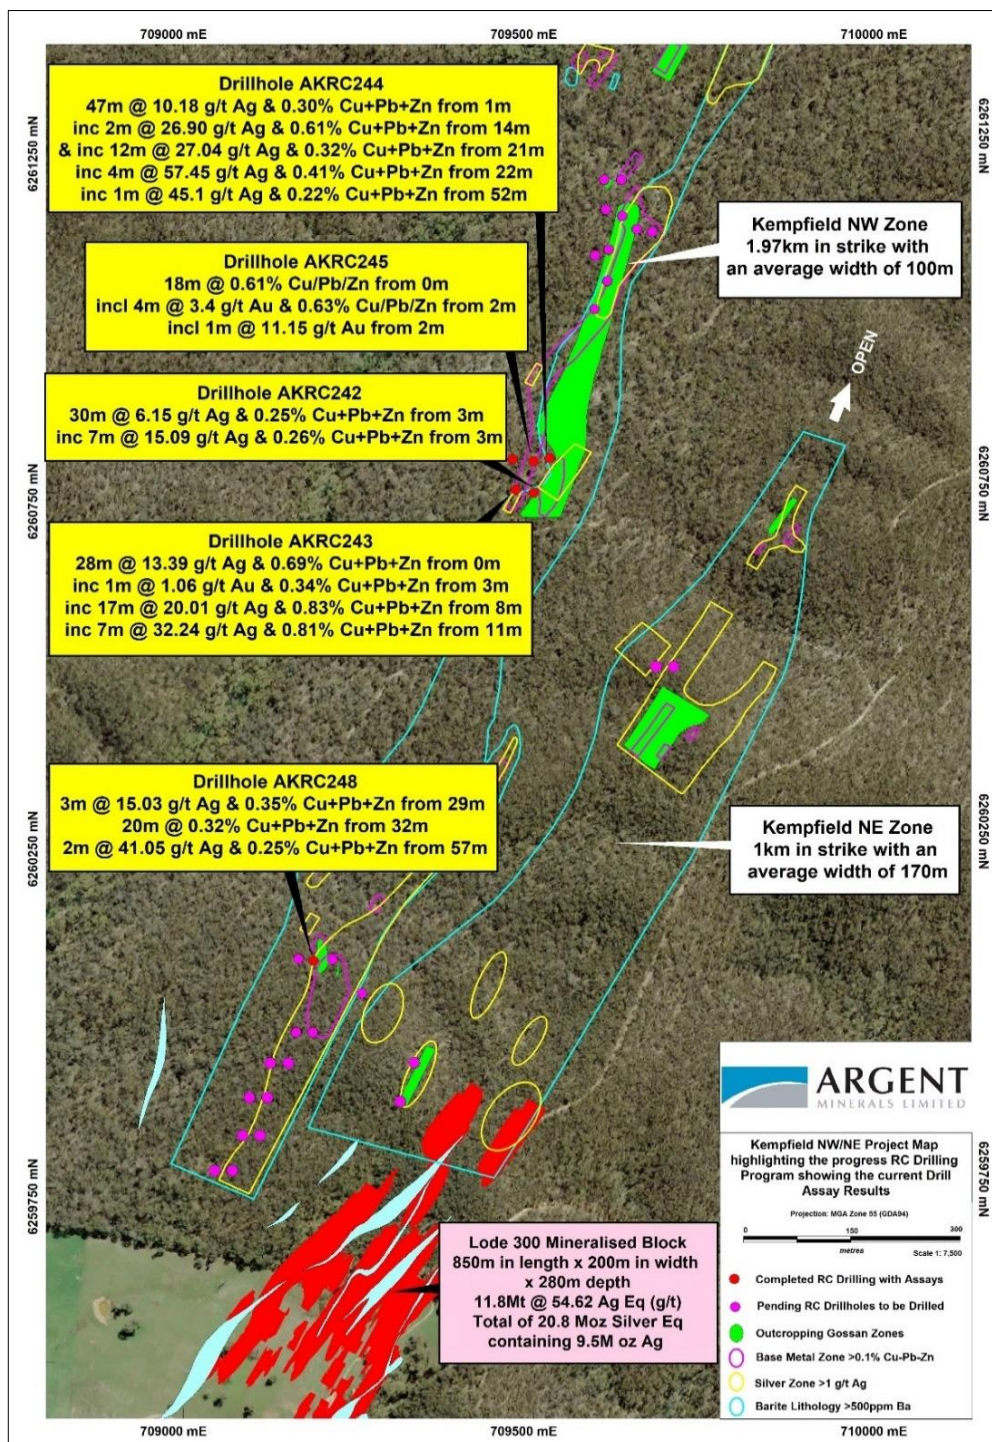 709000 mE
709500 mE
710000 mE
6261250 mN
6261250 mN
Drillhole AKRC244
47m @ 10.18 g/t Ag & 0.30% Cu+Pb+Zn from 1m
inc 2m @ 26.90 g/t Ag & 0.61% Cu+Pb+Zn from 14m
& inc 12m @ 27.04 g/t Ag & 0.32% Cu+Pb+Zn from 21m
inc 4m @ 57.45 g/t Ag & 0.41% Cu+Pb+Zn from 22m
inc 1m @ 45.1 g/t Ag & 0.22% Cu+Pb+Zn from 52m
Kempfield NW Zone
1.97km in strike with
an average width of 100m
Drillhole AKRC245
18m @ 0.61% Cu/Pb/Zn from 0m
incl 4m @ 3.4 g/t Au & 0.63% Cu/Pb/Zn from 2m
incl 1m @ 11.15 g/t Au from 2m
OPEN
Drillhole AKRC242
30m @ 6.15 g/t Ag & 0.25% Cu+Pb+Zn from 3m
inc 7m @ 15.09 g/t Ag & 0.26% Cu+Pb+Zn from 3m
6260750 mN
6260750 mN
Drillhole AKRC243
28m @ 13.39 g/t Ag & 0.69% Cu+Pb+Zn from 0m
inc 1m @ 1.06 g/t Au & 0.34% Cu+Pb+Zn from 3m
inc 17m @ 20.01 g/t Ag & 0.83% Cu+Pb+Zn from 8m
inc 7m @ 32.24 g/t Ag & 0.81% Cu+Pb+Zn from 11m
Drillhole AKRC248
3m @ 15.03 g/t Ag & 0.35% Cu+Pb+Zn from 29m
20m @ 0.32% Cu+Pb+Zn from 32m
2m @ 41.05 g/t Ag & 0.25% Cu+Pb+Zn from 57m
6260250 mN
6260250 mN
Kempfield NE Zone
1km in strike with an
average width of 170m
ARGENT
MINERALS LIMITED
Kempfield NW/NE Project Map
highlighting the progress RC Drilling
Program showing the current Drill
Assay Results
Projection: MGA Zone 55 (GDA94)
0 150 300
metres
Scale 1: 7,500
Completed RC Drilling with Assays
Pending RC Drillholes to be Drilled
Outcropping Gossan Zones
Base Metal Zone >0.1% Cu-Pb-Zn
Silver Zone >1 g/t Ag
Barite Lithology >500ppm Ba
6259750 mN
6259750 mN
Lode 300 Mineralised Block
850m in length x 200m in width
x 280m depth
11.8Mt @ 54.62 Ag Eq (g/t)
Total of 20.8 Moz Silver Eq
containing 9.5M oz Ag
709000 mE
709500 mE
710000 mE